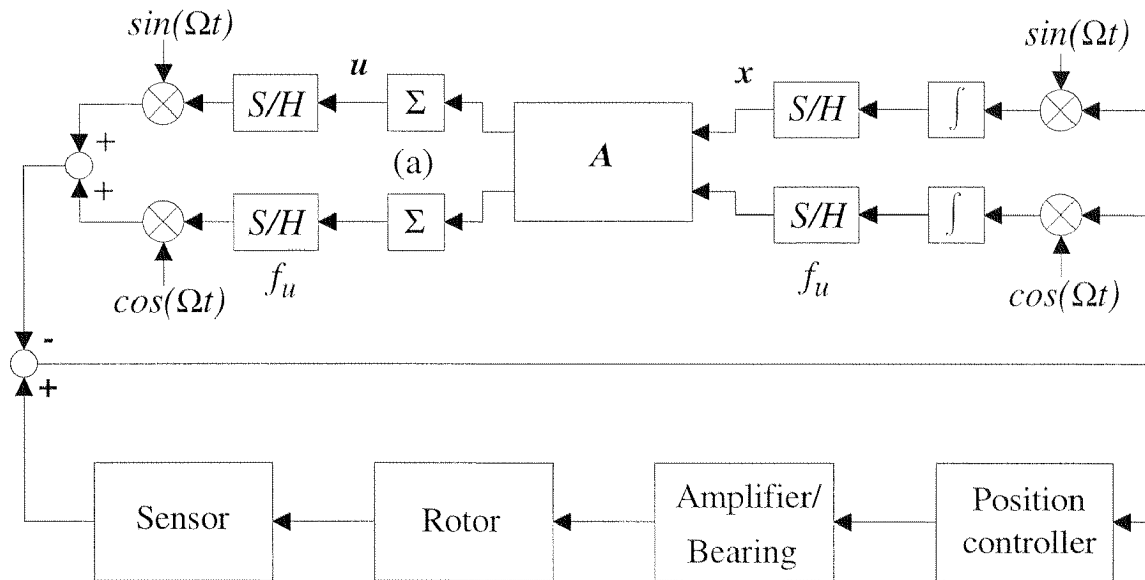 sin(Ωt)
sin(Ωt)
u
x
S/H
Σ
S/H
∫
+
(a)
A
+
S/H
Σ
S/H
∫
f_u
f_u
cos(Ωt)
cos(Ωt)
-
+
Sensor
Rotor
Amplifier/
Bearing
Position
controller